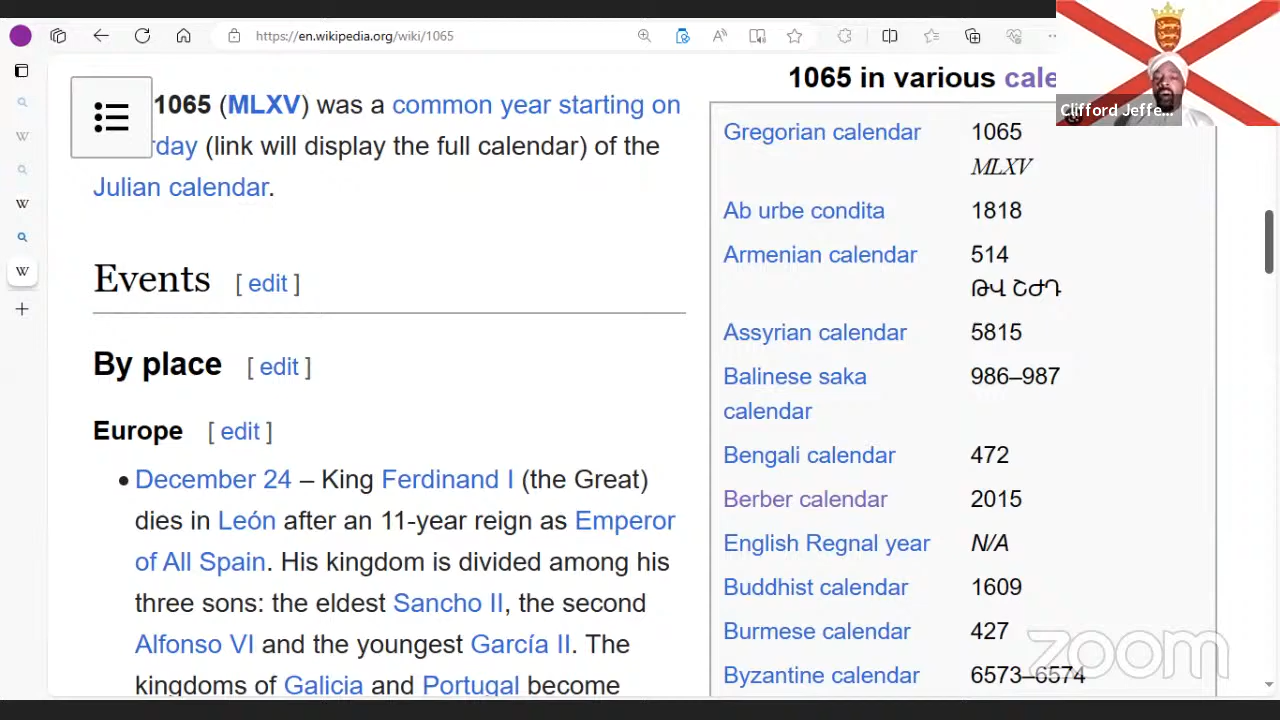 https://en.wikipedia.org/wiki/1065
Clifford Jeffe...
1065 (MLXV) was a common year starting on
rday (link will display the full calendar) of the
Julian calendar.
Events [ edit ]
By place [ edit ]
Europe [ edit ]
• December 24 – King Ferdinand I (the Great)
dies in León after an 11-year reign as Emperor
of All Spain. His kingdom is divided among his
three sons: the eldest Sancho II, the second
Alfonso VI and the youngest García II. The
kingdoms of Galicia and Portugal become
1065 in various cale
Gregorian calendar 1065
MLXV
Ab urbe condita 1818
Armenian calendar 514
ԹՎ ՇԺԴ
Assyrian calendar 5815
Balinese saka 986–987
calendar
Bengali calendar 472
Berber calendar 2015
English Regnal year N/A
Buddhist calendar 1609
Burmese calendar 427
Byzantine calendar 6573–6574
zoom